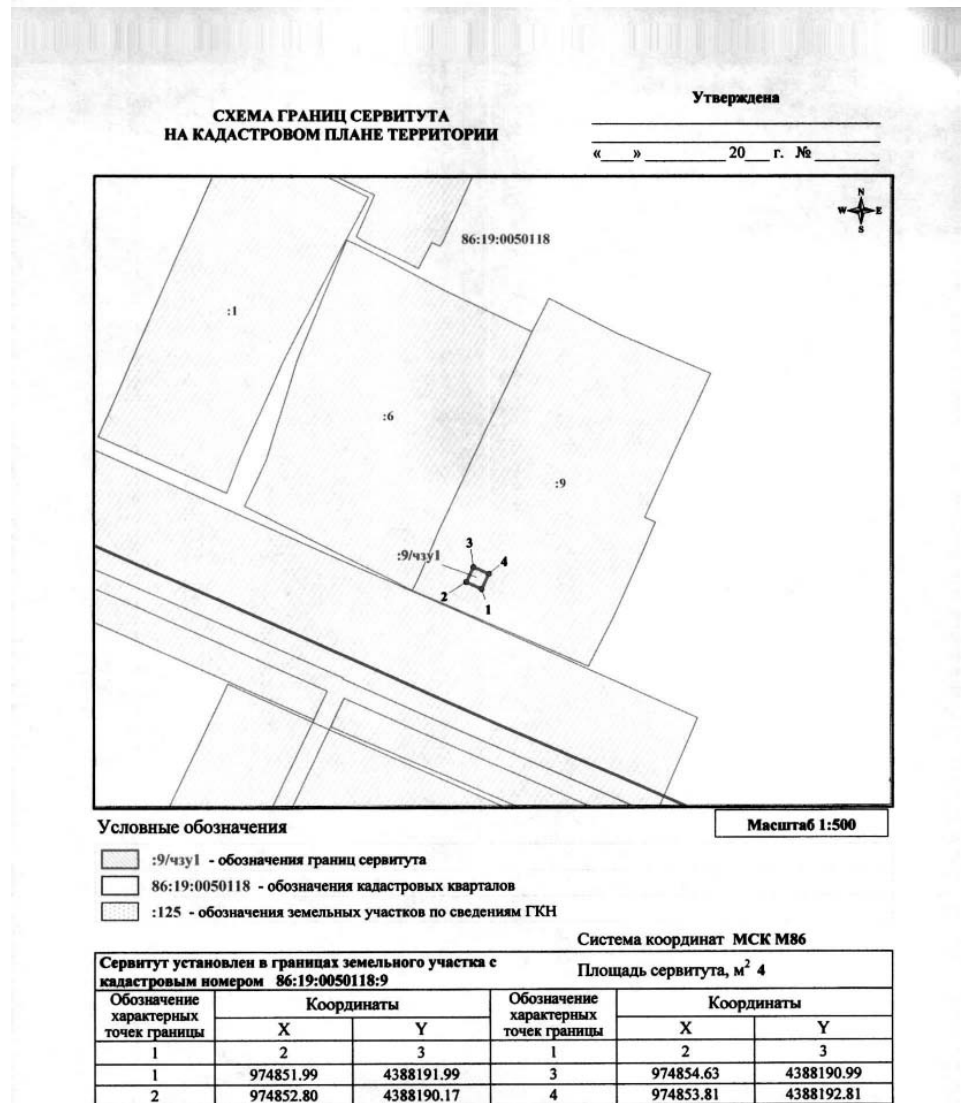 Утверждена
СХЕМА ГРАНИЦ СЕРВИТУТА
НА КАДАСТРОВОМ ПЛАНЕ ТЕРРИТОРИИ
«___» ________ 20___ г. № ________
N
W E
S
86:19:0050118
:1
:6
:9
:9/чзу1
3
4
2
1
Условные обозначения
Масштаб 1:500
:9/чзу1 - обозначения границ сервитута
86:19:0050118 - обозначения кадастровых кварталов
:125 - обозначения земельных участков по сведениям ГКН
Система координат МСК М86
Сервитут установлен в границах земельного участка с
кадастровым номером 86:19:0050118:9
Площадь сервитута, м² 4
Обозначение характерных точек границы Координаты Обозначение характерных точек границы Координаты
X Y X Y
1 2 3 1 2 3
1 974851.99 4388191.99 3 974854.63 4388190.99
2 974852.80 4388190.17 4 974853.81 4388192.81